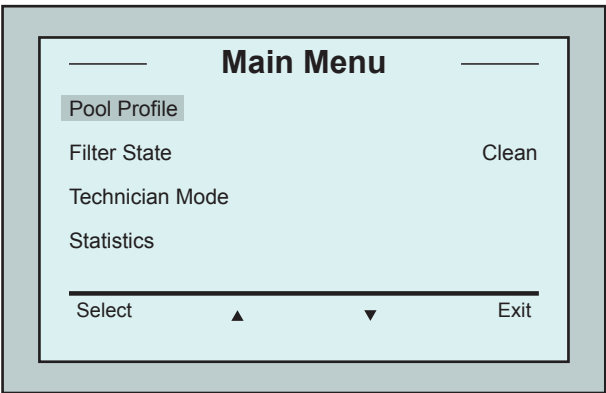 Main Menu
Pool Profile
Filter State Clean
Technician Mode
Statistics
Select ▲ ▼ Exit